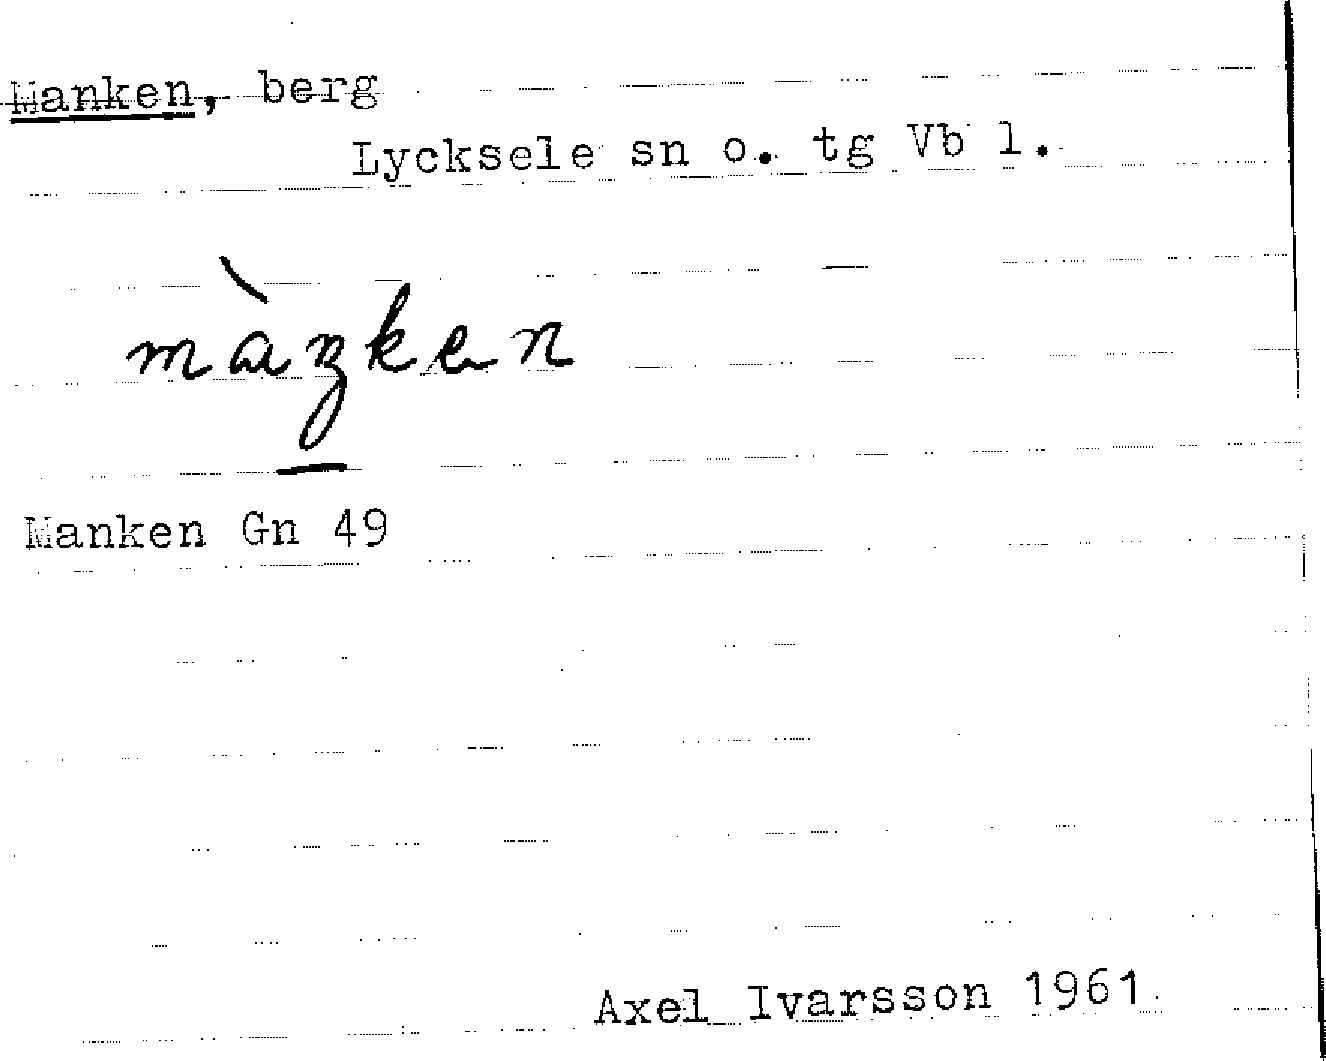 Manken, berg
Lycksele sn o. tg Vb l.
màŋken
Manken Gn 49
Axel Ivarsson 1961